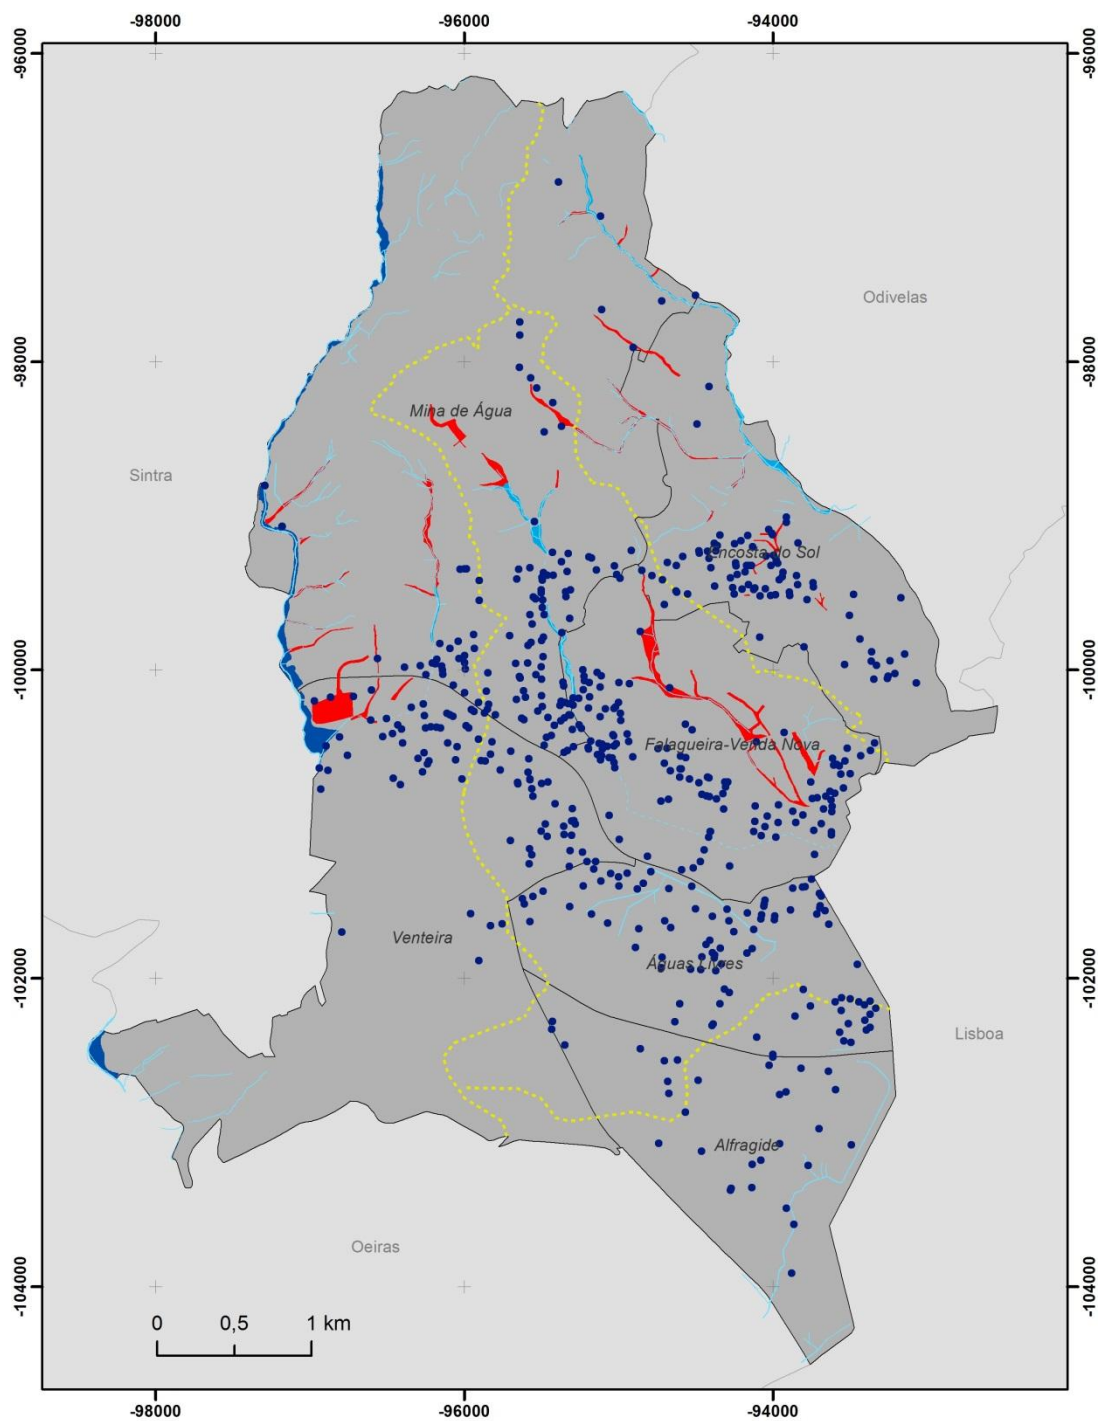 -98000 -96000 -94000
-96000 -96000
Odivelas
-98000 -98000
Mina de Água
Sintra
Encosta do Sol
-100000 -100000
Falagueira-Venda Nova
Venteira
Águas Livres
-102000 -102000
Lisboa
Alfragide
Oeiras
-104000 -104000
0 0,5 1 km
-98000 -96000 -94000